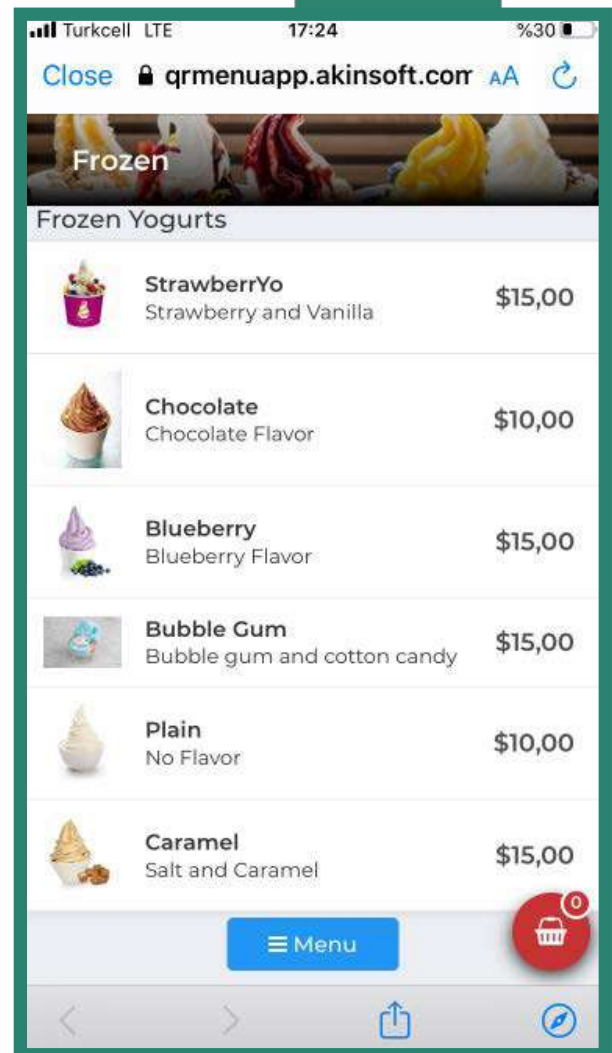 Turkcell LTE 17:24 %30
Close qrmenuapp.akinsoft.com AA
Frozen
Frozen Yogurts
StrawberrYo
Strawberry and Vanilla
$15,00
Chocolate
Chocolate Flavor
$10,00
Blueberry
Blueberry Flavor
$15,00
Bubble Gum
Bubble gum and cotton candy
$15,00
Plain
No Flavor
$10,00
Caramel
Salt and Caramel
$15,00
0
Menu